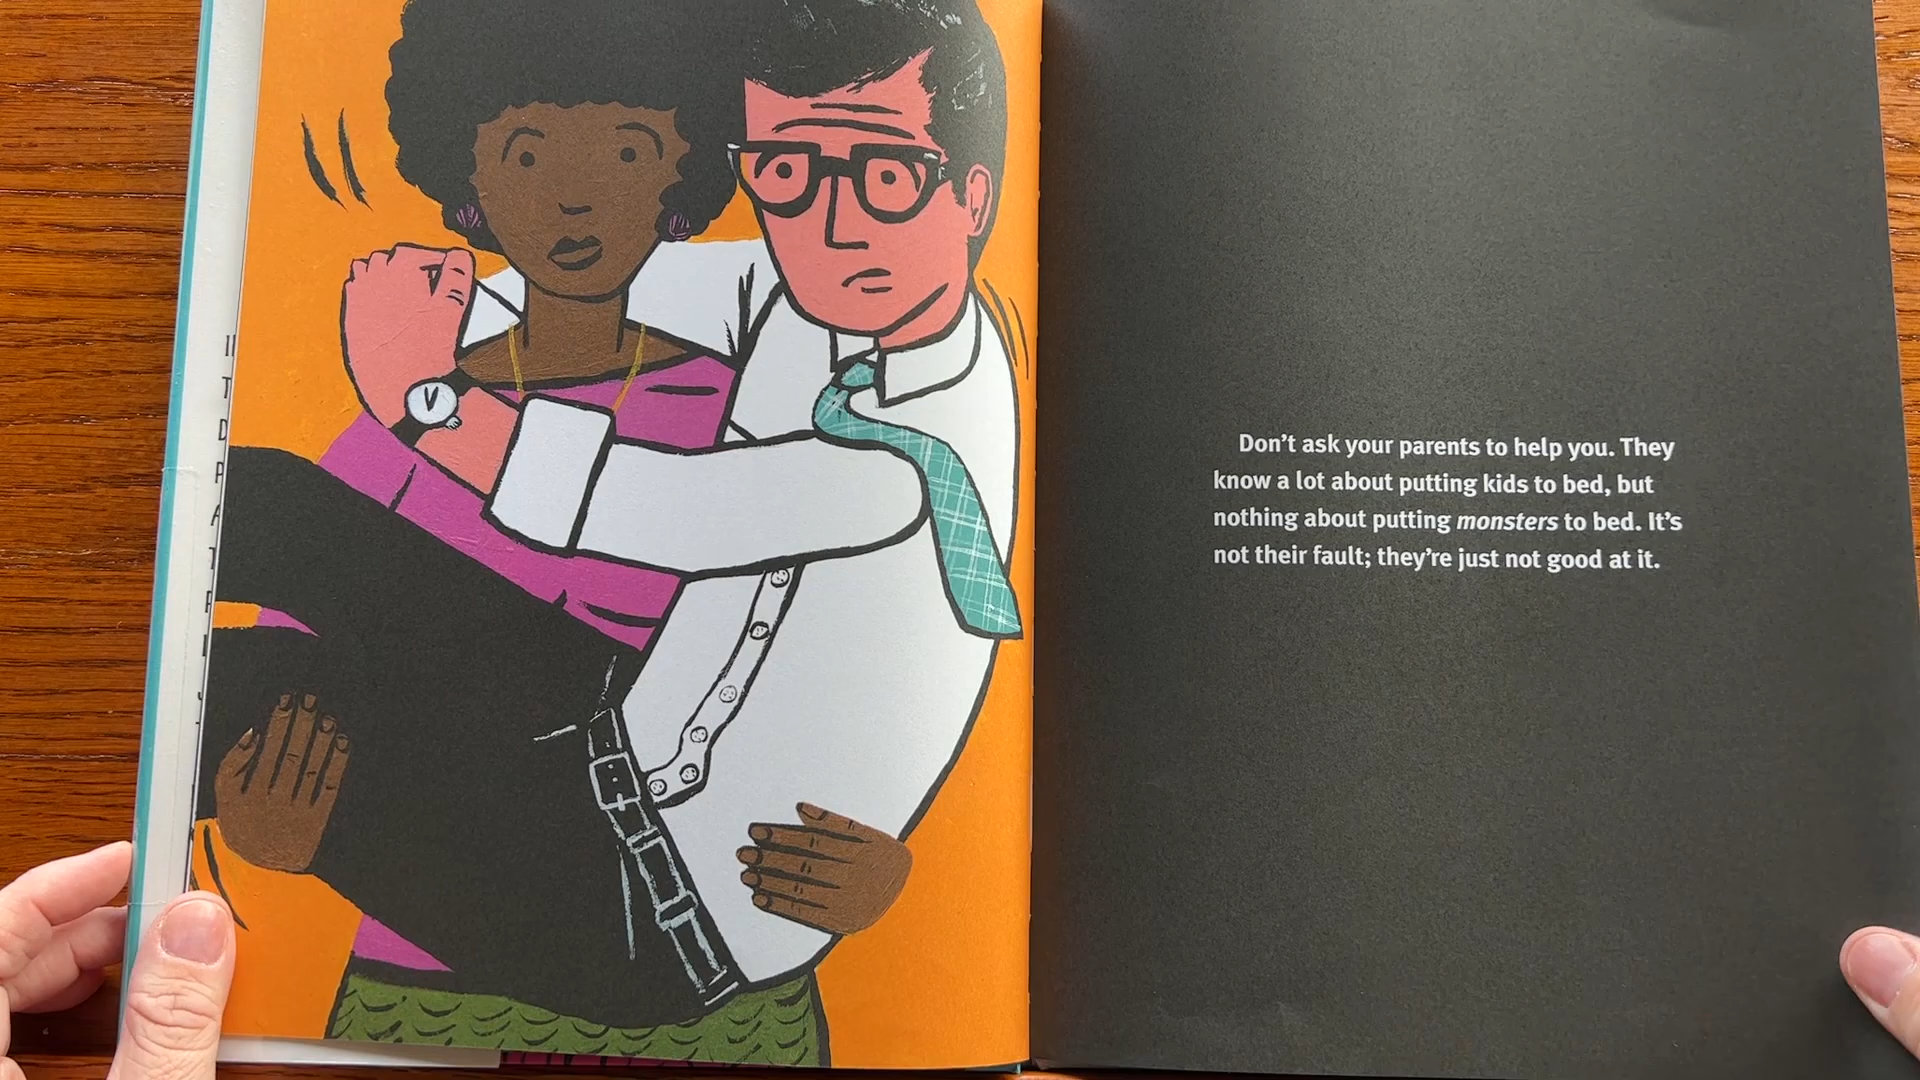 Don't ask your parents to help you. They
know a lot about putting kids to bed, but
nothing about putting monsters to bed. It's
not their fault; they're just not good at it.